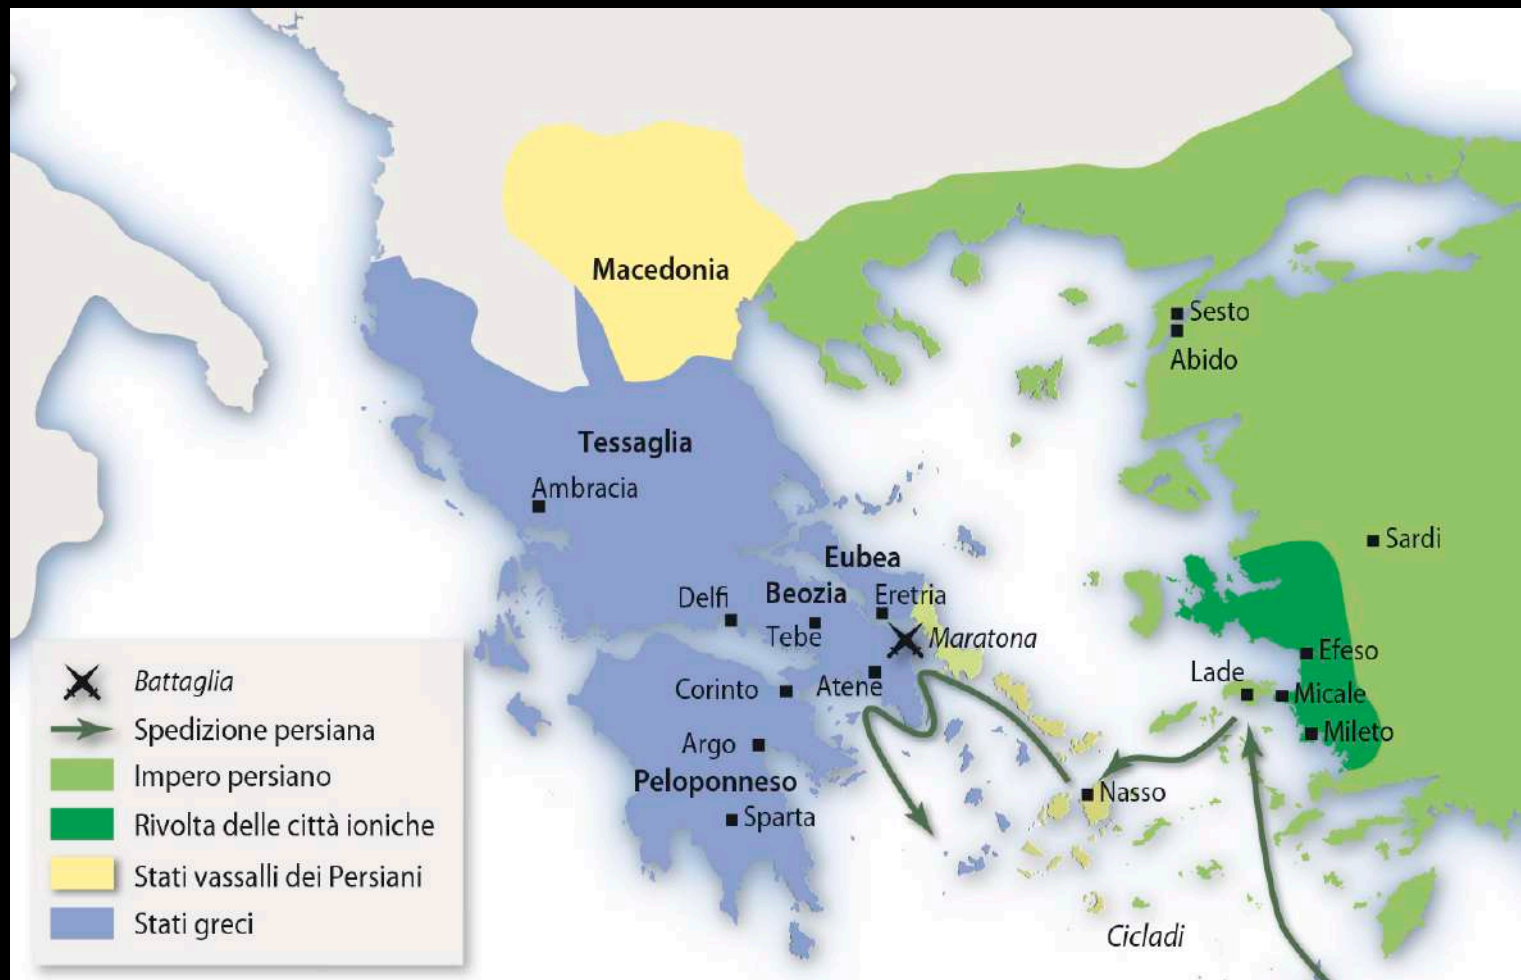 Macedonia
Sesto
Abido
Tessaglia
Ambracia
Sardi
Eubea
Delfi
Beozia
Eretria
Tebe
Maratona
Efeso
Lade
Corinto
Atene
Micale
Mileto
Argo
Peloponneso
Nasso
Sparta
Cicladi
Battaglia
Spedizione persiana
Impero persiano
Rivolta delle città ioniche
Stati vassalli dei Persiani
Stati greci